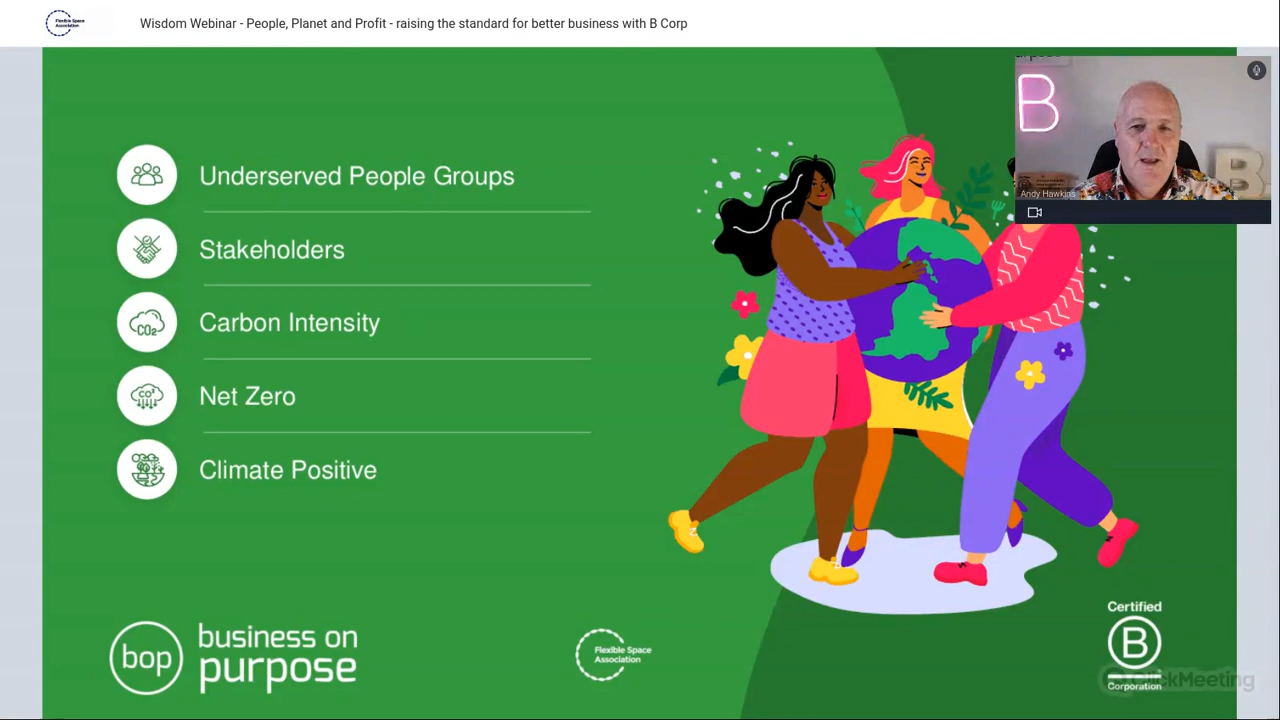 Flexible Space
Association
Wisdom Webinar - People, Planet and Profit - raising the standard for better business with B Corp
B
B
Andy Hawkins
Underserved People Groups
Stakeholders
CO₂
Carbon Intensity
Net Zero
Climate Positive
bop
business on
purpose
Flexible Space
Association
Certified
B
Corporation
ClickMeeting